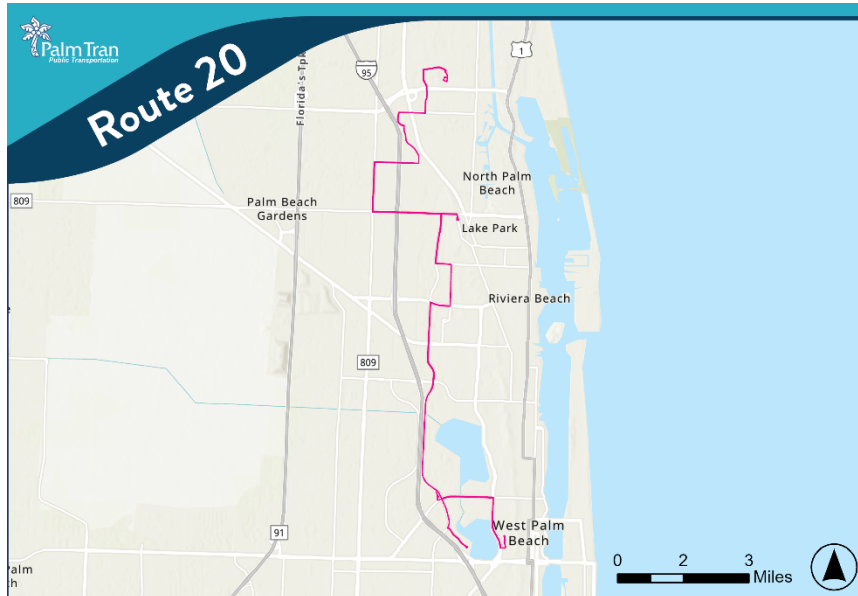 PalmTran
Public Transportation
Route 20
Florida's Tpk
95
1
North Palm
Beach
809
Palm Beach
Gardens
Lake Park
Riviera Beach
809
91
West Palm
Beach
0 2 3
Miles